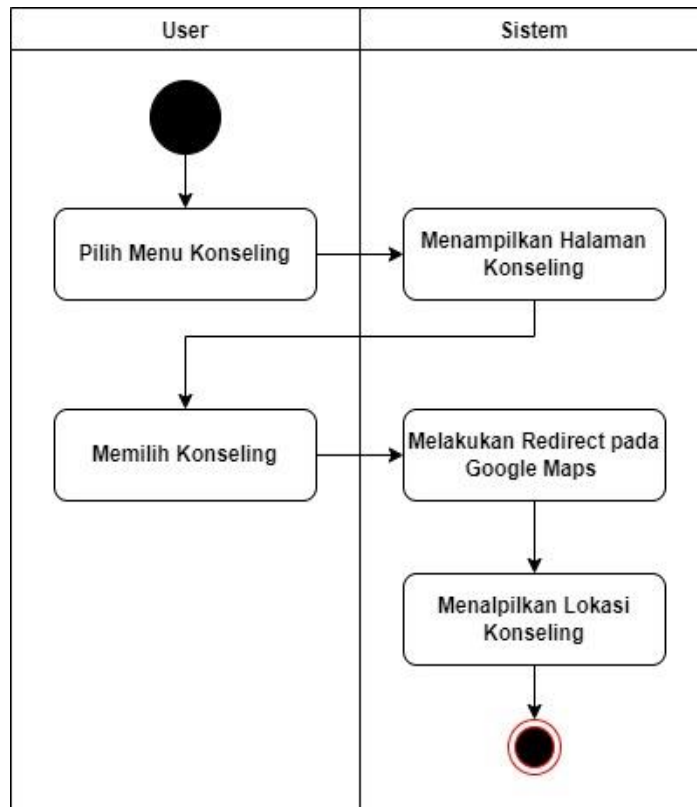 User
Sistem
Pilih Menu Konseling
Menampilkan Halaman
Konseling
Memilih Konseling
Melakukan Redirect pada
Google Maps
Menalpilkan Lokasi
Konseling